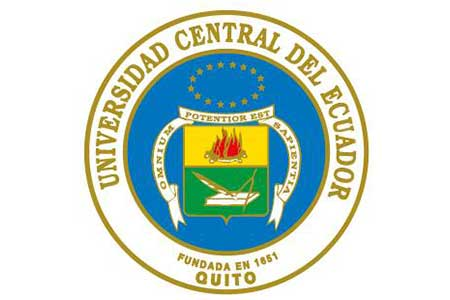 UNIVERSIDAD CENTRAL DEL ECUADOR
OMNIUM POTENTIOR EST SAPIENTIA
FUNDADA EN 1651
QUITO